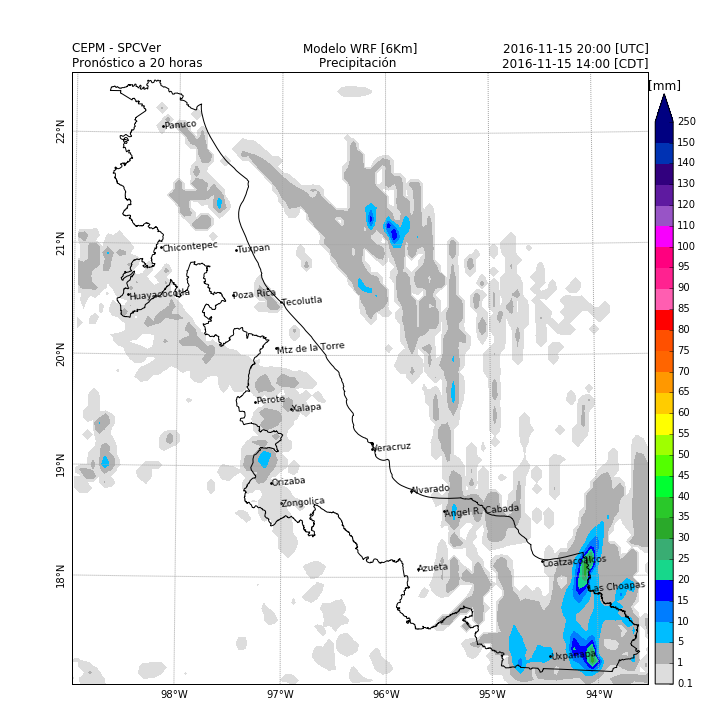 CEPM - SPCVer
Modelo WRF [6Km]
2016-11-15 20:00 [UTC]
Pronóstico a 20 horas
Precipitación
2016-11-15 14:00 [CDT]
[mm]
250
150
140
130
120
110
100
95
90
85
80
75
70
65
60
55
50
45
40
35
30
25
20
15
10
5
1
0.1
22°N
21°N
20°N
19°N
18°N
98°W
97°W
96°W
95°W
94°W
Panuco
Chicontepec
Tuxpan
Huayacocotla
Poza Rica
Tecolutla
Mtz de la Torre
Perote
Xalapa
Veracruz
Orizaba
Alvarado
Zongolica
Angel R. Cabada
Azueta
Coatzacoalcos
Las Choapas
Uxpanapa